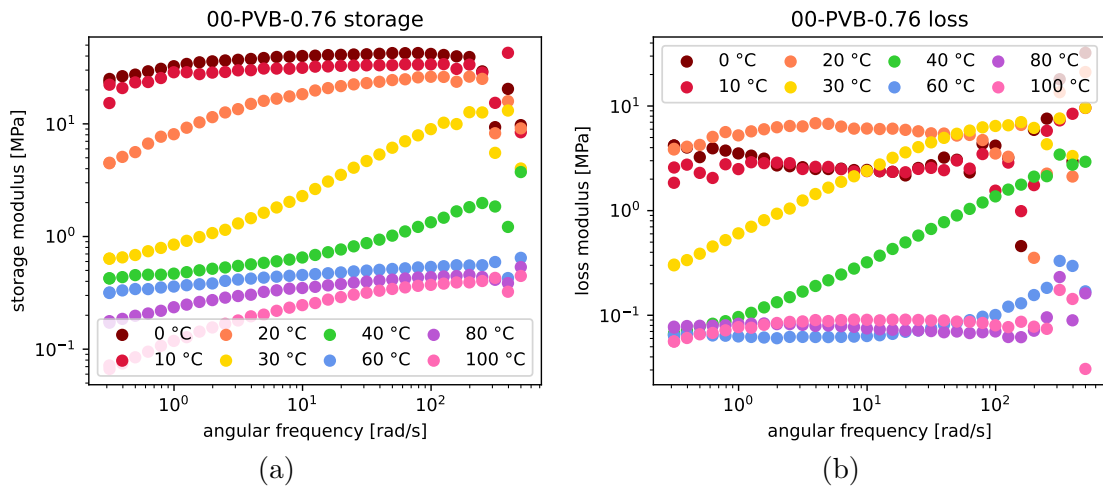 00-PVB-0.76 storage
storage modulus [MPa]
10¹
10⁰
10⁻¹
0 °C 20 °C 40 °C 80 °C
10 °C 30 °C 60 °C 100 °C
10⁰ 10¹ 10²
angular frequency [rad/s]
(a)
00-PVB-0.76 loss
loss modulus [MPa]
0 °C 20 °C 40 °C 80 °C
10 °C 30 °C 60 °C 100 °C
10¹
10⁰
10⁻¹
10⁰ 10¹ 10²
angular frequency [rad/s]
(b)